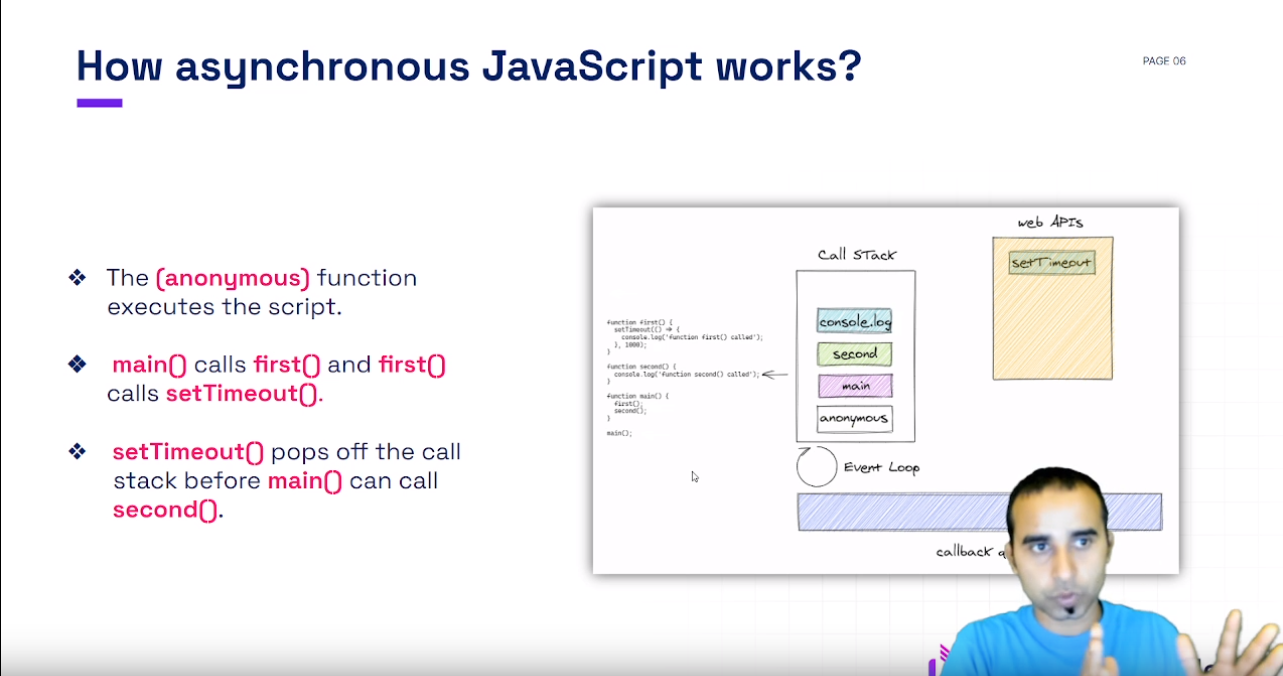 How asynchronous JavaScript works?
PAGE 06
The (anonymous) function
executes the script.
main() calls first() and first()
calls setTimeout().
setTimeout() pops off the call
stack before main() can call
second().
web APIs
setTimeout
Call STack
console.log
second
main
anonymous
function first() {
setTimeout(() => {
console.log('function first() called');
}, 1000);
}
function second() {
console.log('function second() called');
}
function main() {
first();
second();
}
main();
Event Loop
callback